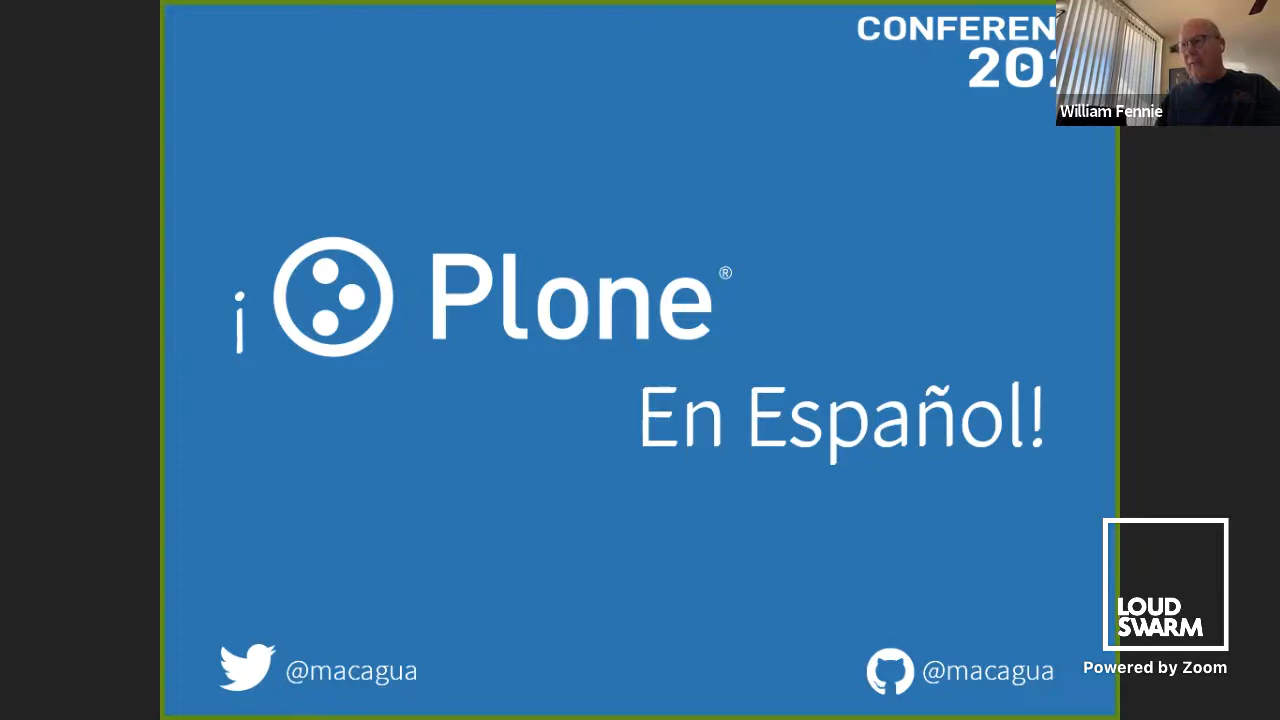 CONFEREN
202
William Fennie
¡ Plone®
En Español!
LOUD
SWARM
Powered by Zoom
@macagua
@macagua